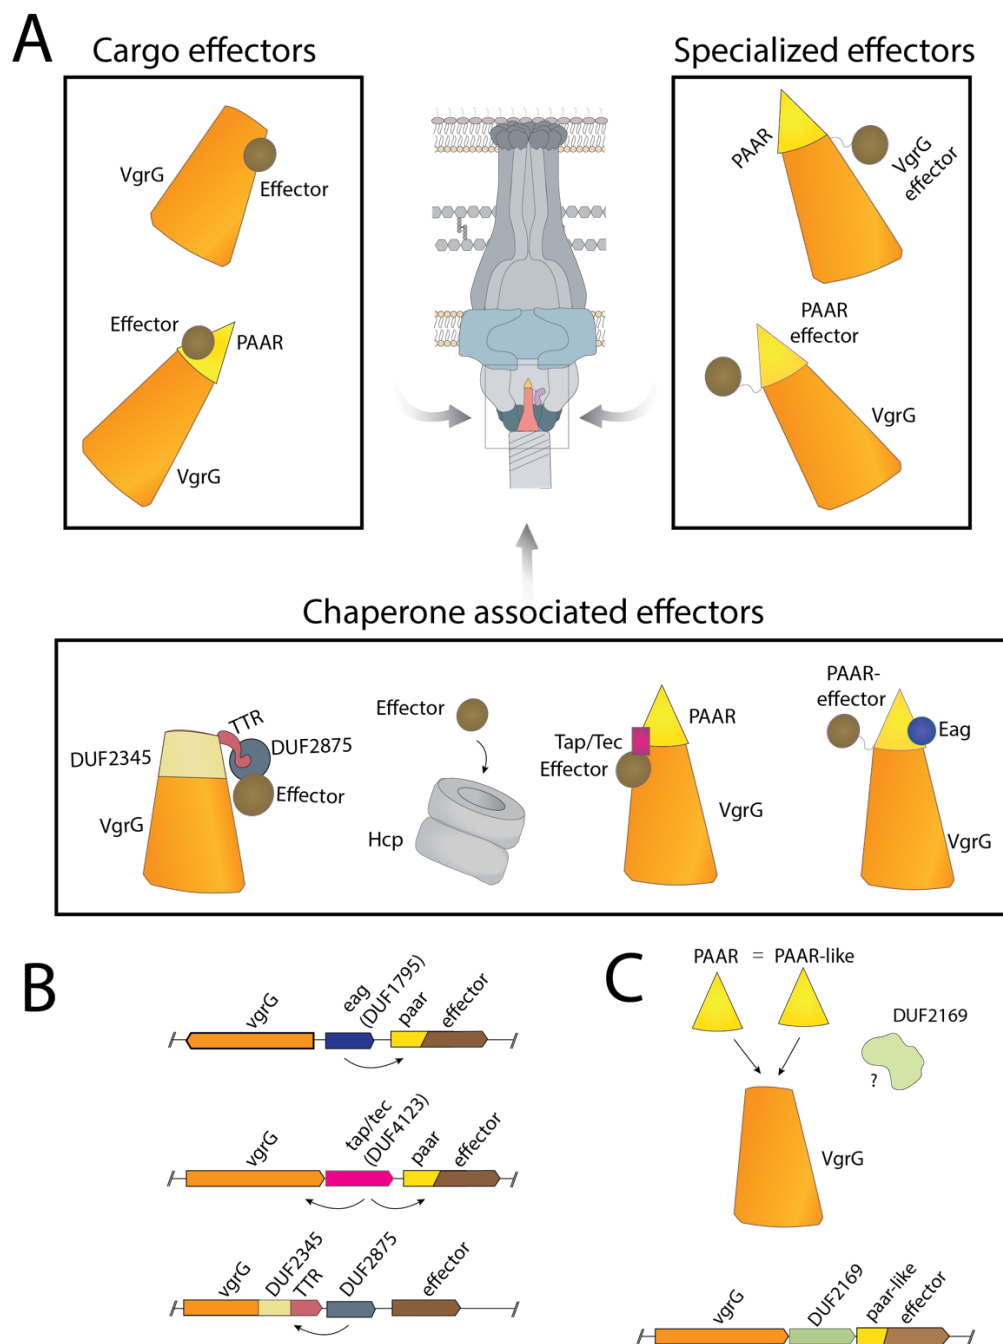 A
Cargo effectors
Specialized effectors
VgrG
Effector
Effector
PAAR
VgrG
PAAR
VgrG
effector
PAAR
effector
VgrG
Chaperone associated effectors
TTR
DUF2345
DUF2875
Effector
VgrG
Effector
Hcp
PAAR
Tap/Tec
Effector
VgrG
PAAR-
effector
Eag
VgrG
B
vgrG
eag
(DUF1795)
paar
effector
vgrG
tap/tec
(DUF4123)
paar
effector
vgrG
DUF2345
TTR
DUF2875
effector
C
PAAR = PAAR-like
DUF2169
?
VgrG
vgrG
DUF2169
paar-like
effector